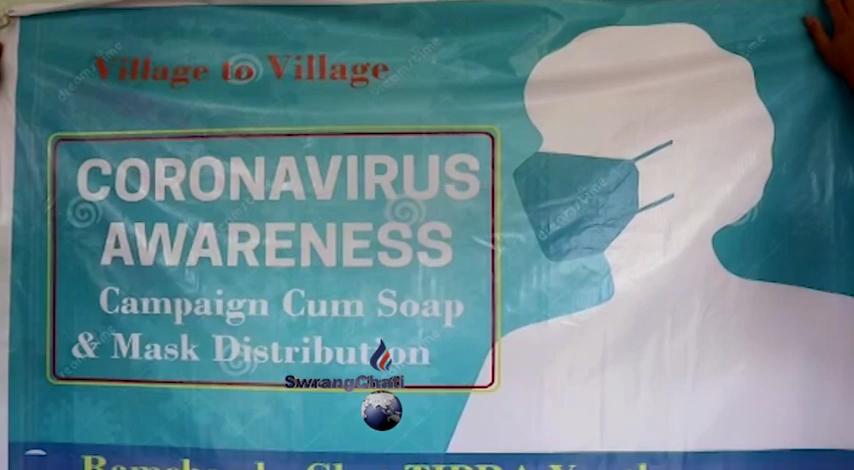 Village to Village
CORONAVIRUS
AWARENESS
Campaign Cum Soap
& Mask Distribution
SwrangChati